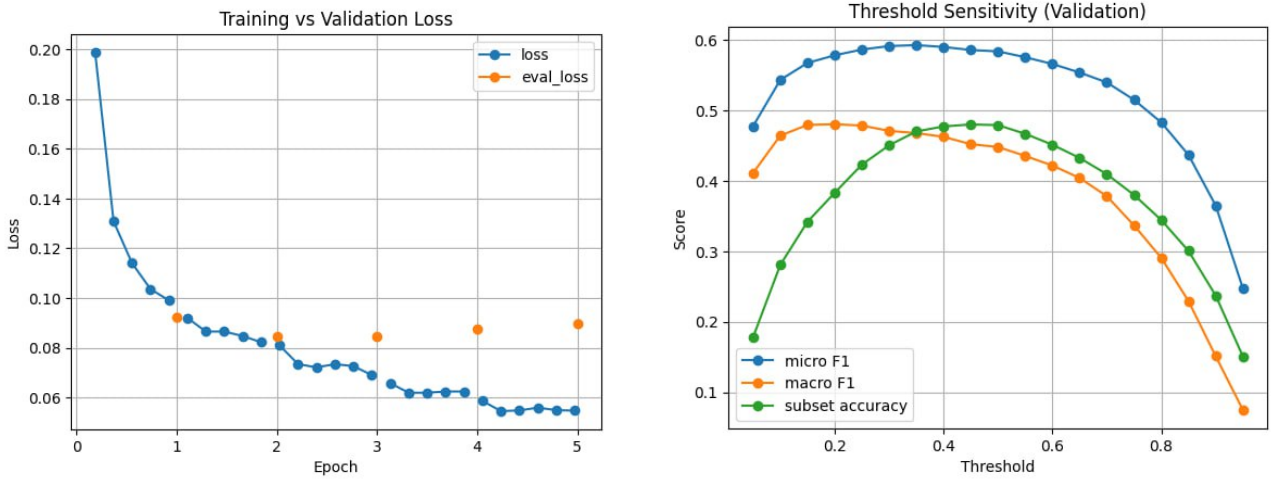 Training vs Validation Loss
0.20
0.18
0.16
0.14
0.12
0.10
0.08
0.06
Loss
loss
eval_loss
0
1
2
3
4
5
Epoch
Threshold Sensitivity (Validation)
0.6
0.5
0.4
0.3
0.2
0.1
Score
micro F1
macro F1
subset accuracy
0.2
0.4
0.6
0.8
Threshold